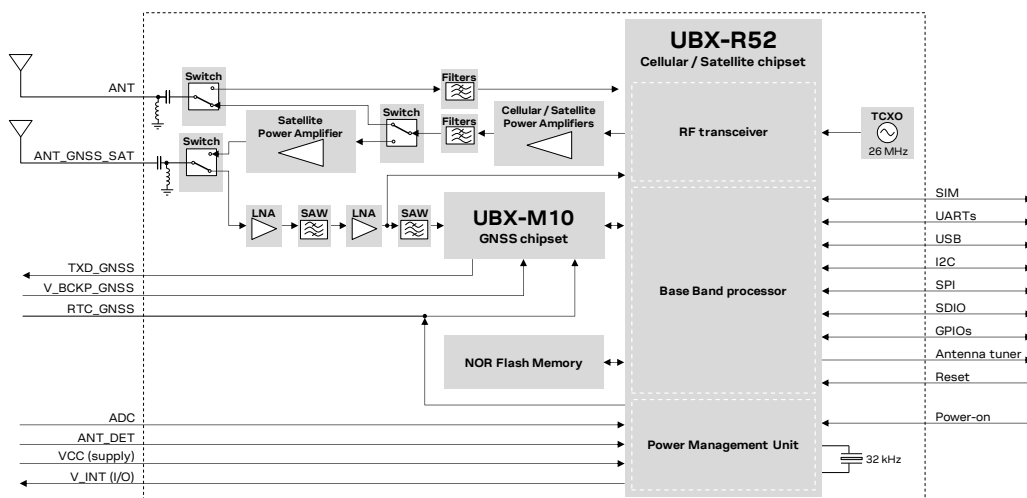 UBX-R52
Cellular / Satellite chipset
ANT
Switch
Filters
Switch
Filters
Cellular / Satellite
Power Amplifiers
Satellite
Power Amplifier
RF transceiver
TCXO
26 MHz
ANT_GNSS_SAT
Switch
LNA
SAW
LNA
SAW
UBX-M10
GNSS chipset
Base Band processor
SIM
UARTs
USB
I2C
SPI
SDIO
GPIOs
Antenna tuner
Reset
TXD_GNSS
V_BCKP_GNSS
RTC_GNSS
NOR Flash Memory
ADC
ANT_DET
VCC (supply)
V_INT (I/O)
Power Management Unit
Power-on
32 kHz